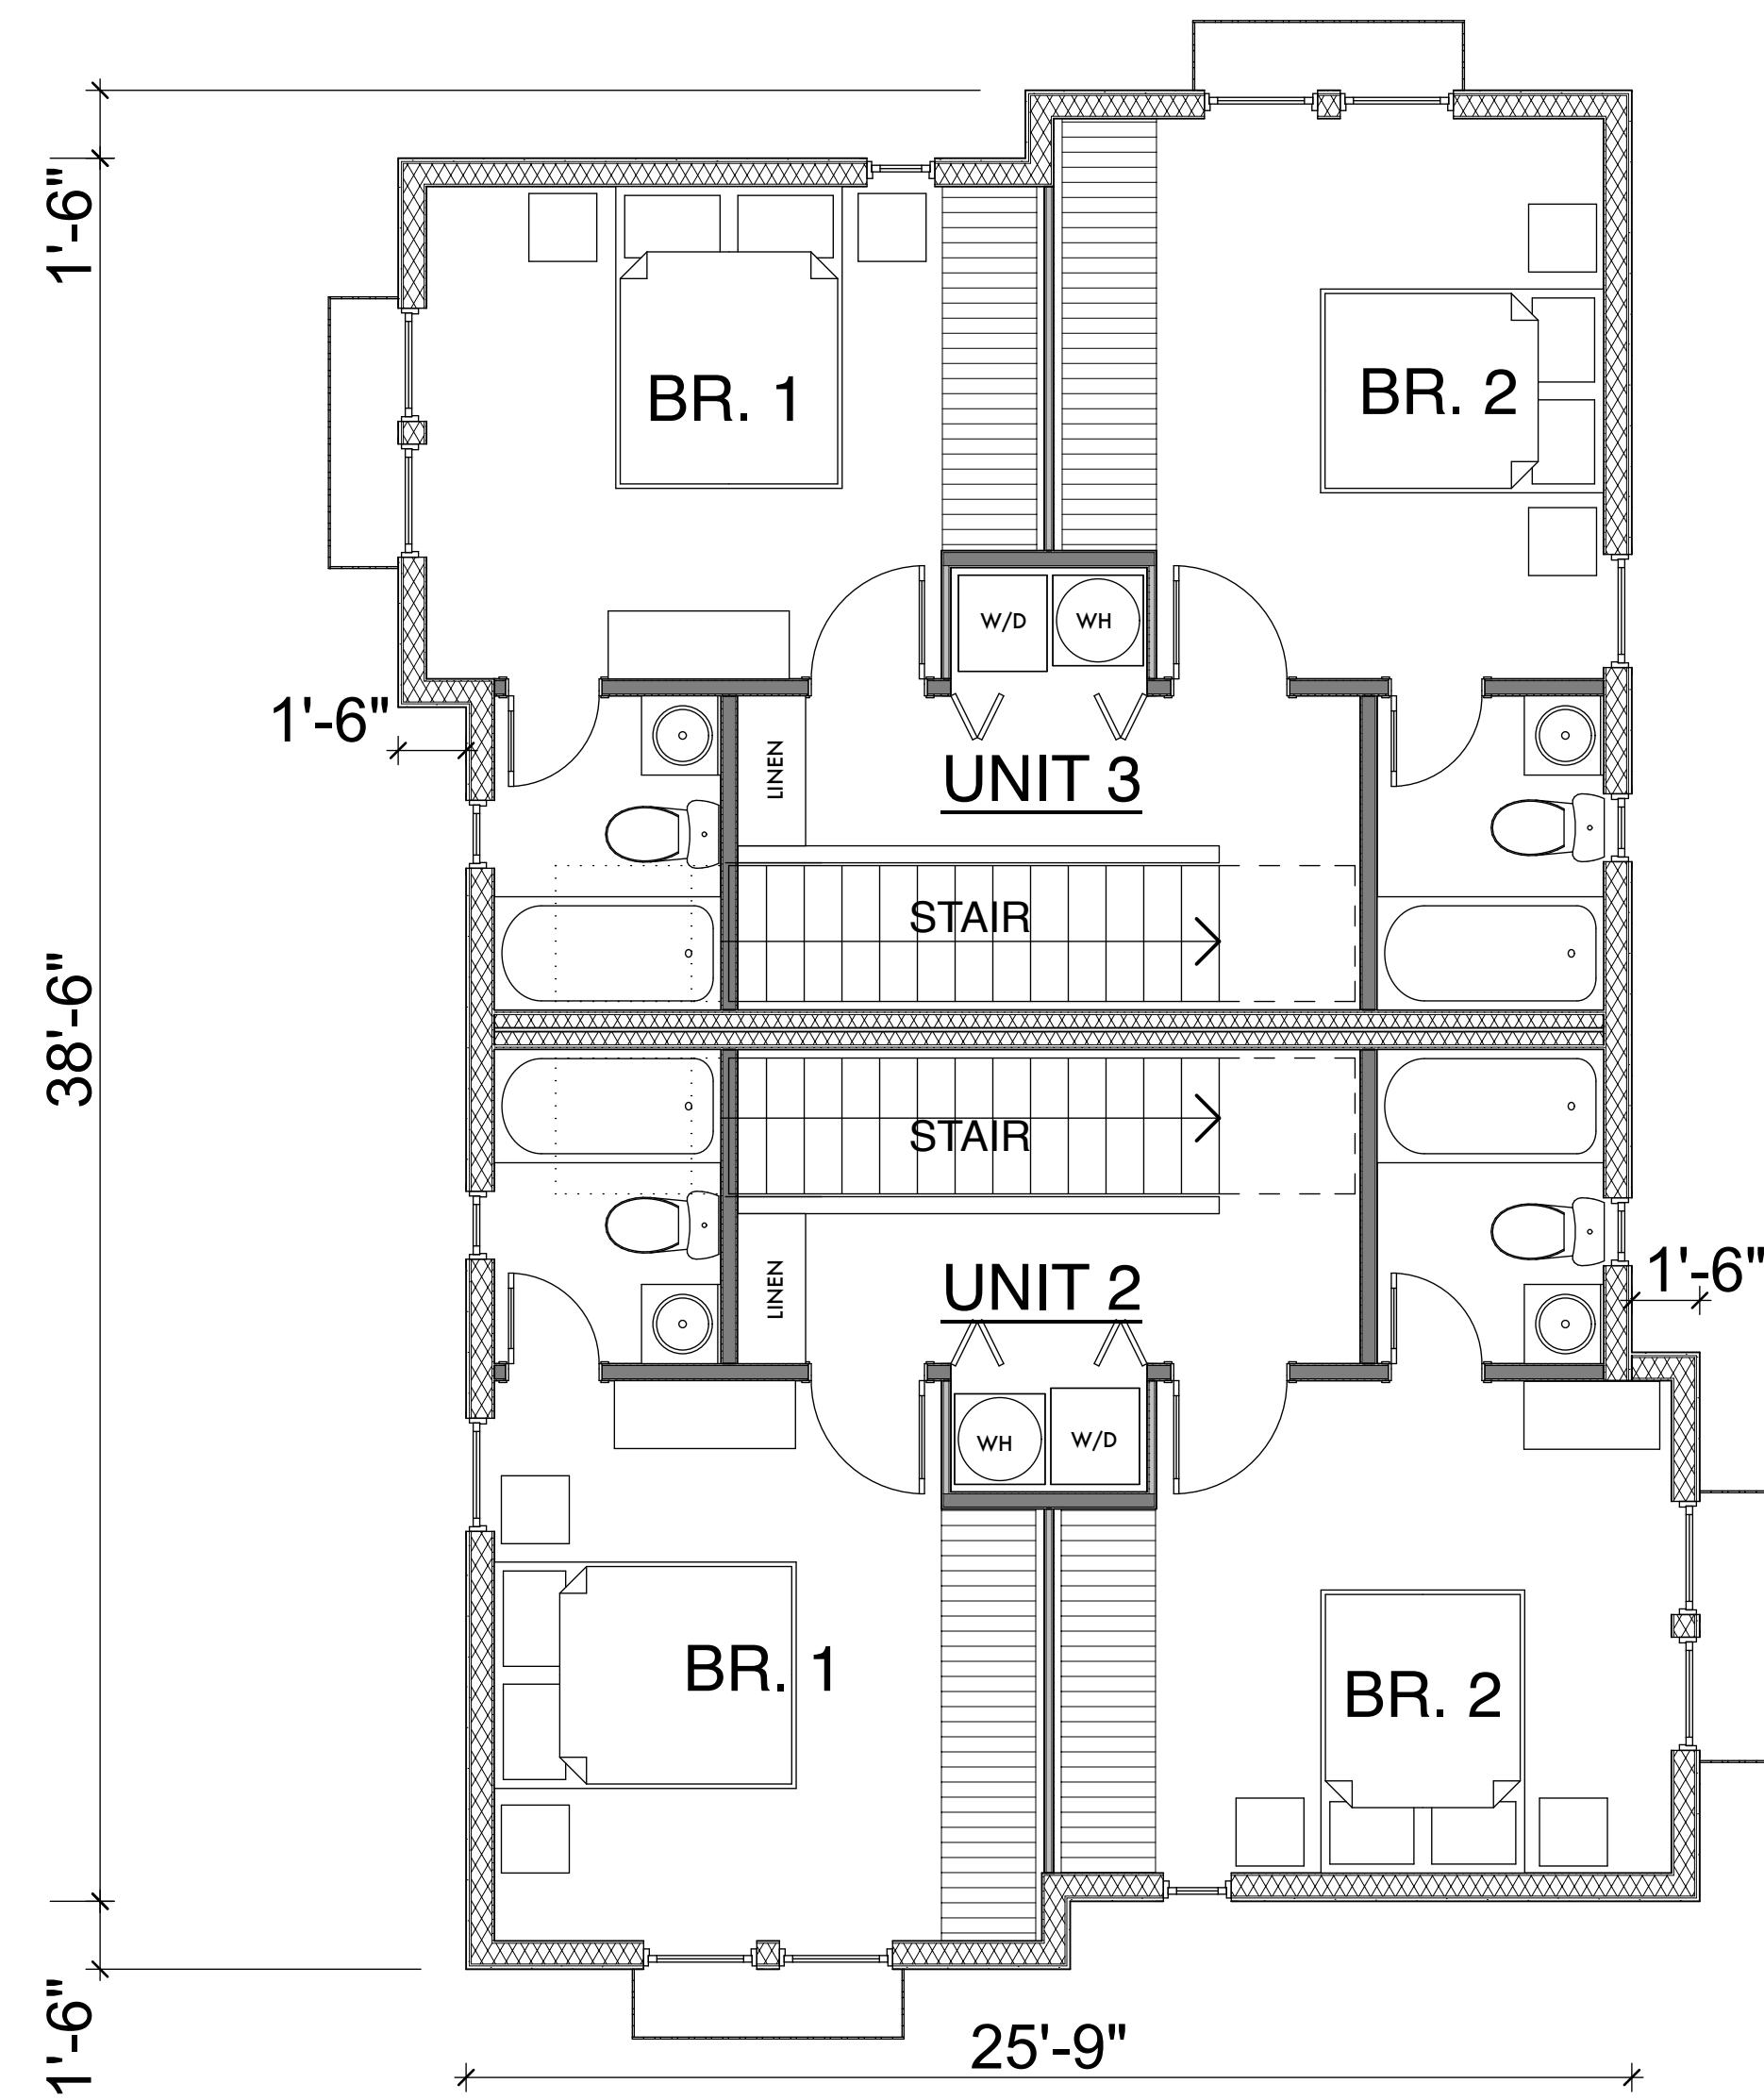 1'-6"
BR. 1
BR. 2
W/D
WH
1'-6"
LINEN
UNIT 3
STAIR
38'-6"
STAIR
LINEN
UNIT 2
1'-6"
WH
W/D
BR. 1
BR. 2
1'-6"
25'-9"